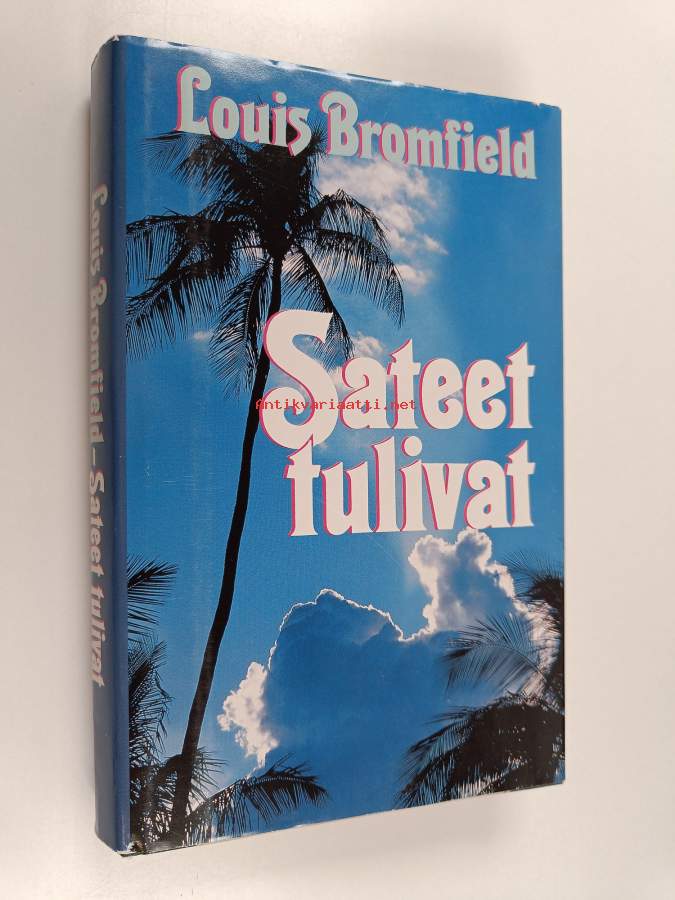 Louis Bromfield
Sateet
tulivat
Antikvariaatti.net
Louis Bromfield – Sateet tulivat